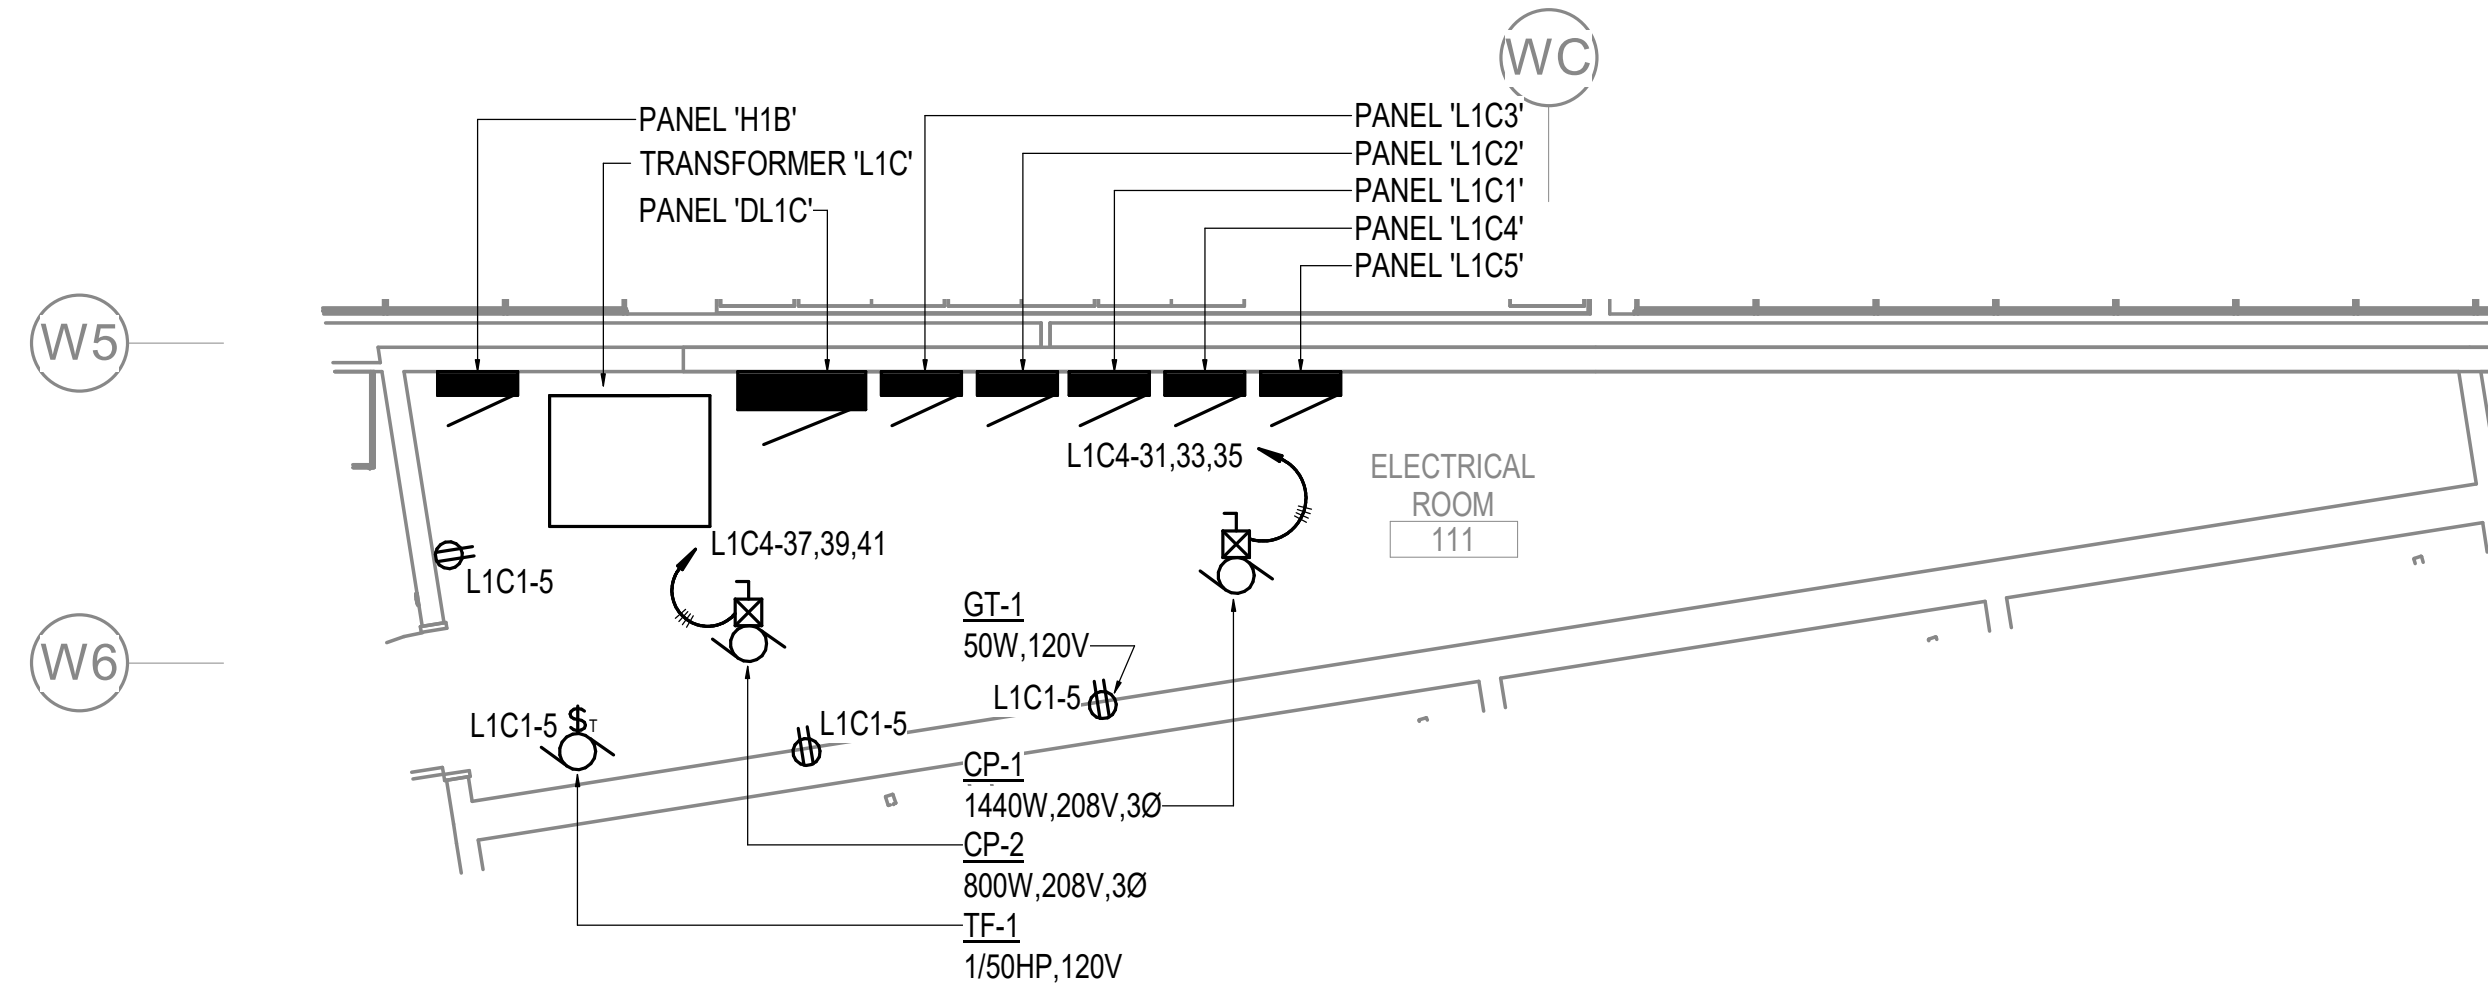 WC
PANEL 'H1B'
TRANSFORMER 'L1C'
PANEL 'DL1C'
PANEL 'L1C3'
PANEL 'L1C2'
PANEL 'L1C1'
PANEL 'L1C4'
PANEL 'L1C5'
W5
L1C4-31,33,35
ELECTRICAL
ROOM
111
L1C4-37,39,41
L1C1-5
W6
GT-1
50W,120V
L1C1-5
L1C1-5
$T
L1C1-5
CP-1
1440W,208V,3Ø
CP-2
800W,208V,3Ø
TF-1
1/50HP,120V